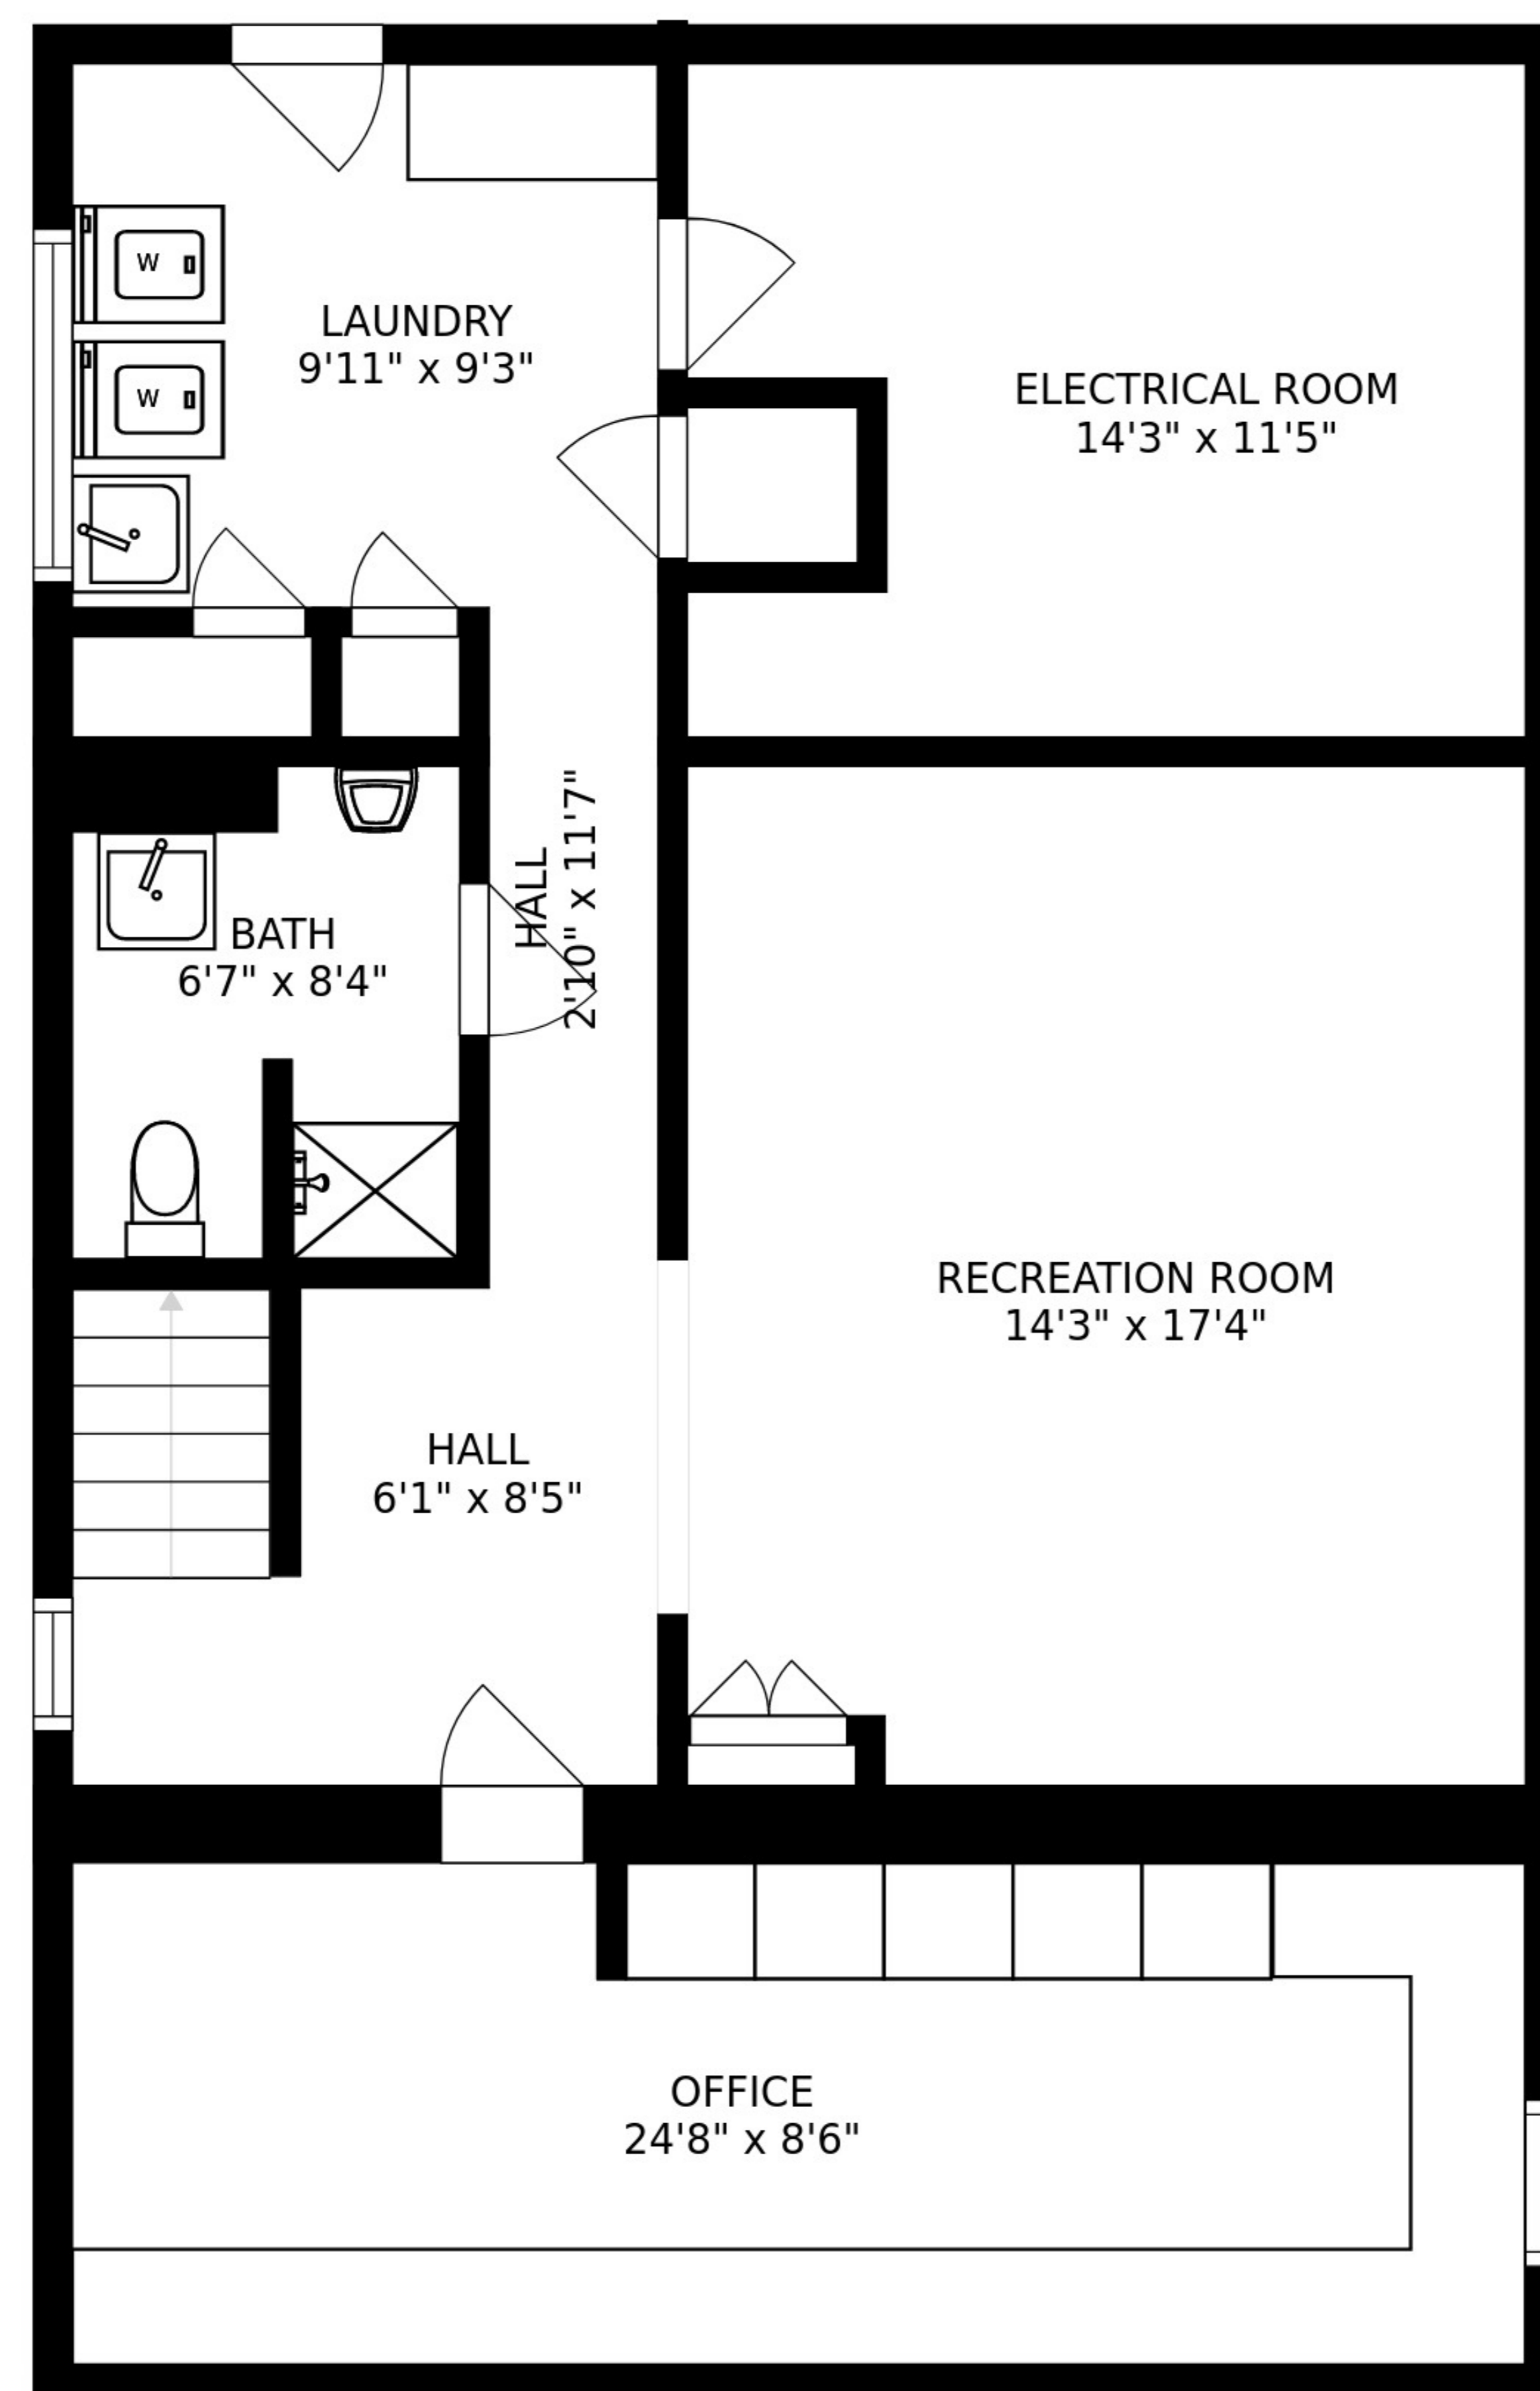 W
W
LAUNDRY
9'11" x 9'3"
ELECTRICAL ROOM
14'3" x 11'5"
HALL
2'10" x 11'7"
BATH
6'7" x 8'4"
RECREATION ROOM
14'3" x 17'4"
HALL
6'1" x 8'5"
OFFICE
24'8" x 8'6"